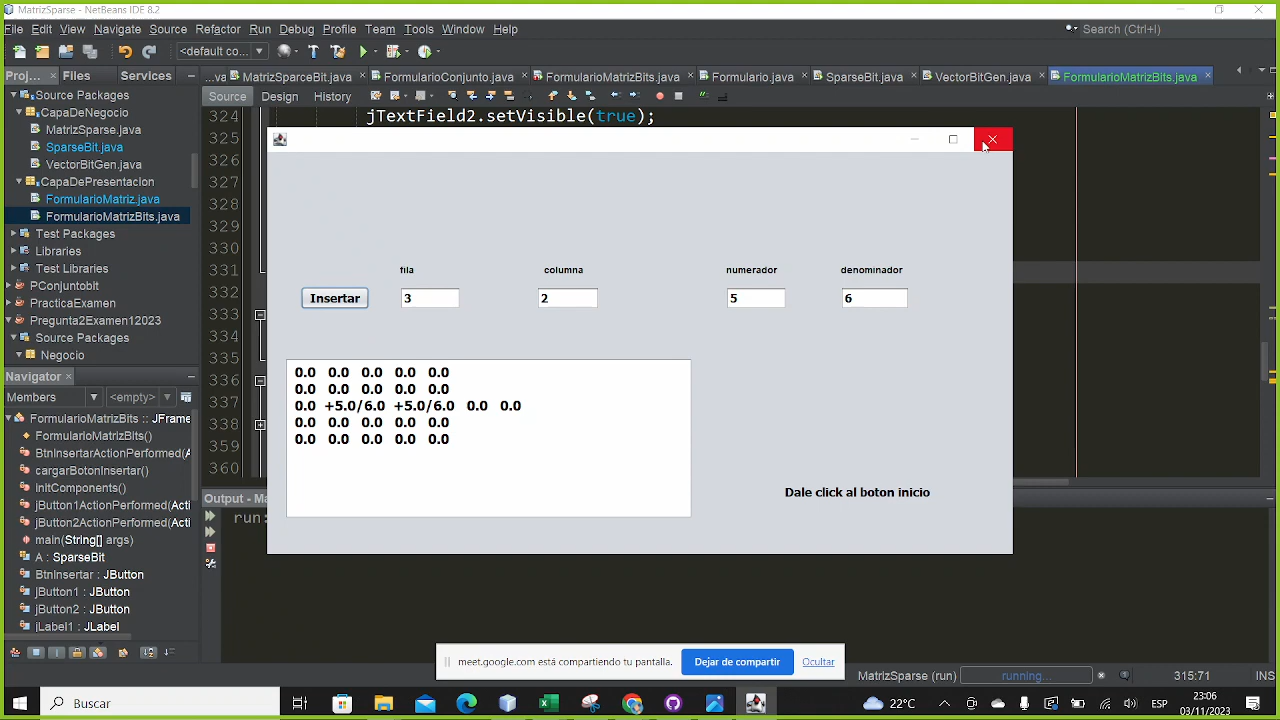 MatrizSparse - NetBeans IDE 8.2
File Edit View Navigate Source Refactor Run Debug Profile Team Tools Window Help
Search (Ctrl+I)
<default co...
Proj... Files Services
...va MatrizSparceBit.java FormularioConjunto.java FormularioMatrizBits.java Formulario.java SparseBit.java VectorBitGen.java FormularioMatrizBits.java
Source Design History
Source Packages
CapaDeNegocio
MatrizSparse.java
SparseBit.java
VectorBitGen.java
CapaDePresentacion
FormularioMatriz.java
FormularioMatrizBIts.java
Test Packages
Libraries
Test Libraries
PConjuntobit
PracticaExamen
Pregunta2Examen12023
Source Packages
Negocio
324 jTextField2.setVisible(true);
325
326
327
328
329
330
331
332
333
334
335
336
358
359
360
fila columna numerador denominador
Insertar 3 2 5 6
0.0 0.0 0.0 0.0 0.0
0.0 0.0 0.0 0.0 0.0
0.0 +5.0/6.0 +5.0/6.0 0.0 0.0
0.0 0.0 0.0 0.0 0.0
0.0 0.0 0.0 0.0 0.0
Dale click al boton inicio
Navigator
Members <empty>
FormularioMatrizBIts :: JFrame
FormularioMatrizBIts()
BtnInsertarActionPerformed(Act
cargarBotonInsertar()
initComponents()
jButton1ActionPerformed(Acti
jButton2ActionPerformed(Acti
main(String[] args)
A : SparseBit
BtnInsertar : JButton
jButton1 : JButton
jButton2 : JButton
jLabel1 : JLabel
Output - Ma
run:
meet.google.com está compartiendo tu pantalla. Dejar de compartir Ocultar
MatrizSparse (run) running... 315:71 INS
Buscar
22°C
ESP
23:06
03/11/2023